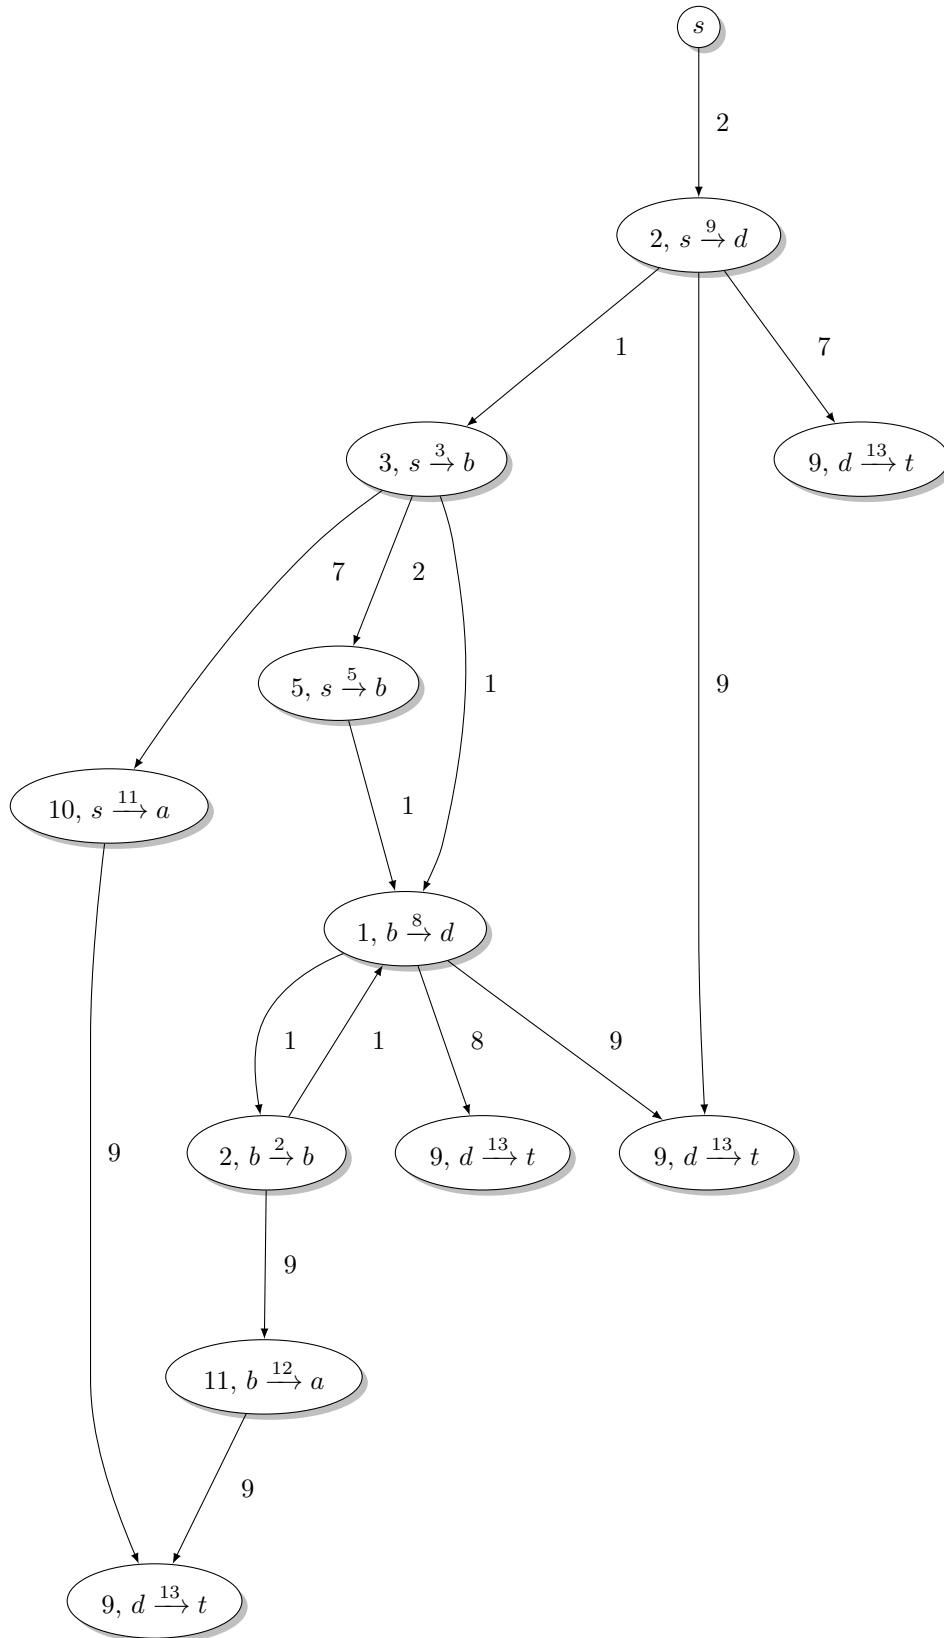 s
2
2, s 9→ d
1
7
3, s 3→ b
9, d 13→ t
7
2
5, s 5→ b
1
9
10, s 11→ a
1
1, b 8→ d
1
1
8
9
2, b 2→ b
9, d 13→ t
9, d 13→ t
9
9
11, b 12→ a
9
9, d 13→ t